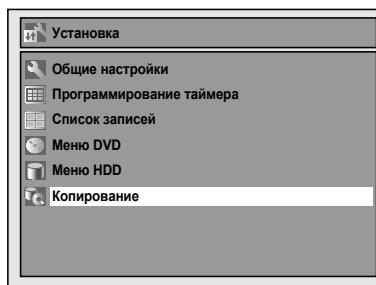 Установка
Общие настройки
Программирование таймера
Список записей
Меню DVD
Меню HDD
Копирование